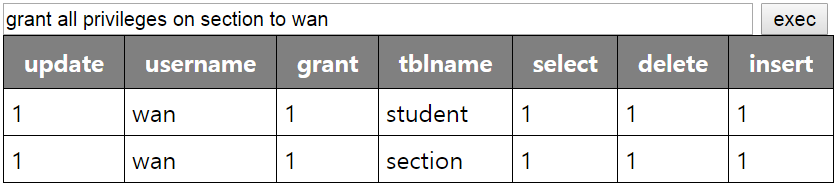 grant all privileges on section to wan exec
update username grant tblname select delete insert
1 wan 1 student 1 1 1
1 wan 1 section 1 1 1